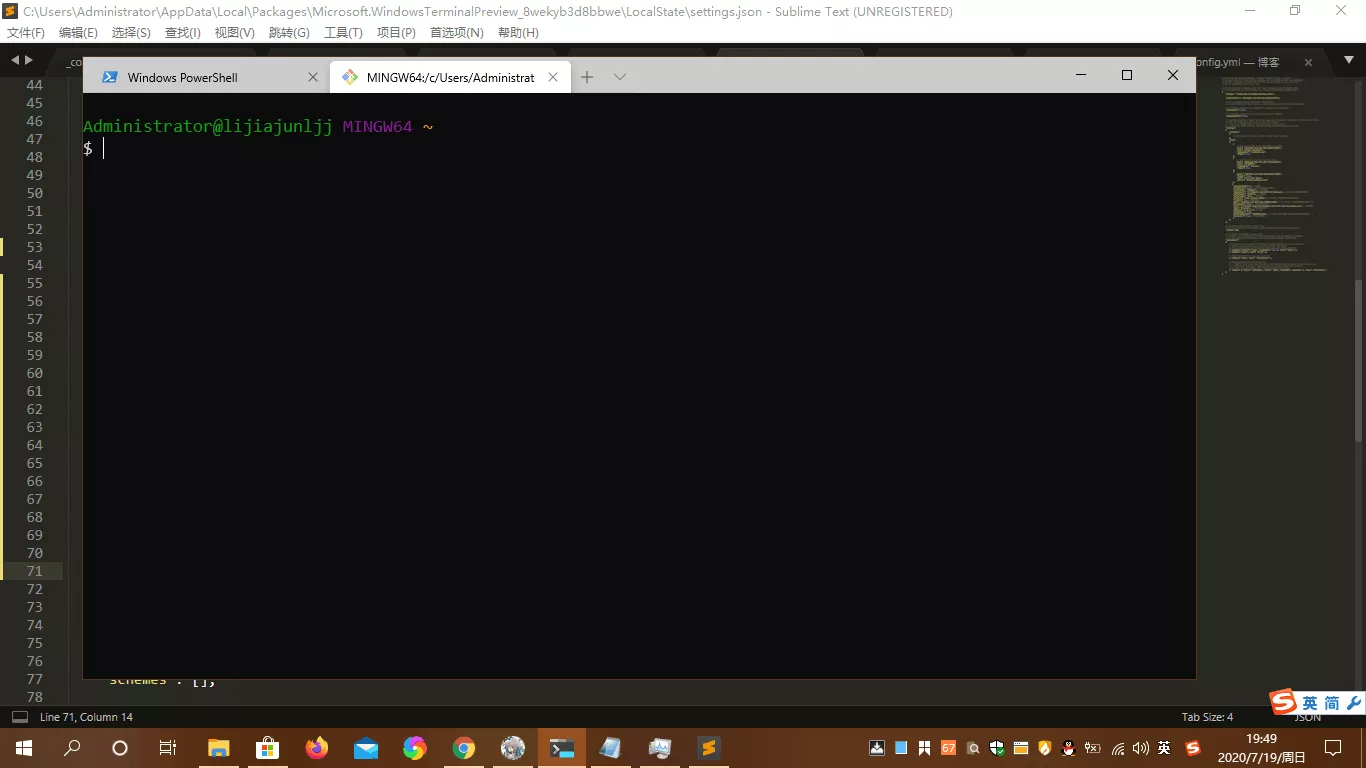 C:\Users\Administrator\AppData\Local\Packages\Microsoft.WindowsTerminalPreview_8wekyb3d8bbwe\LocalState\settings.json - Sublime Text (UNREGISTERED)
文件(F) 编辑(E) 选择(S) 查找(I) 视图(V) 跳转(G) 工具(T) 项目(P) 首选项(N) 帮助(H)
_co
onfig.yml — 博客
Windows PowerShell
MINGW64:/c/Users/Administrat
44
45
46
47
48
49
50
51
52
53
54
55
56
57
58
59
60
61
62
63
64
65
66
67
68
69
70
71
72
73
74
75
76
77
78
Administrator@lijiajunljj MINGW64 ~
$
"schemes": [],
Line 71, Column 14
Tab Size: 4
JSON
英 简
67
英
19:49
2020/7/19/周日